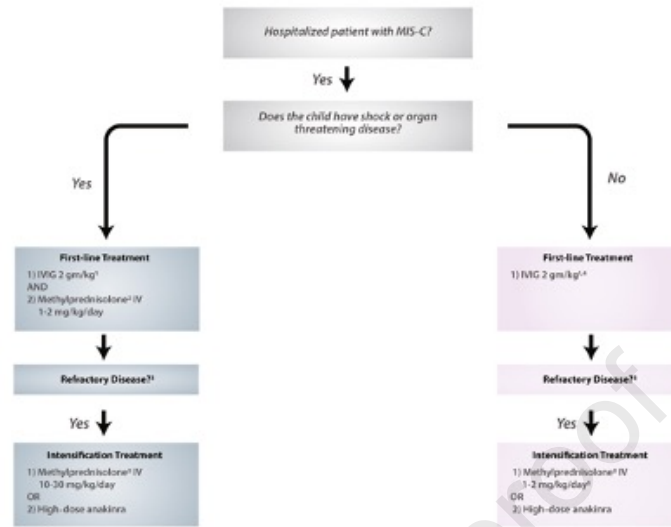 Hospitalized patient with MIS-C?
Yes
Does the child have shock or organ
threatening disease?
Yes
No
First-line Treatment
1) IVIG 2 gm/kg
AND
2) Methylprednisolone IV
1-2 mg/kg/day
First-line Treatment
1) IVIG 2 gm/kg
Refractory Disease?
Refractory Disease?
Yes
Yes
Intensification Treatment
1) Methylprednisolone IV
10-30 mg/kg/day
OR
2) High-dose anakinra
Intensification Treatment
1) Methylprednisolone IV
1-2 mg/kg/day
OR
2) High-dose anakinra
proof